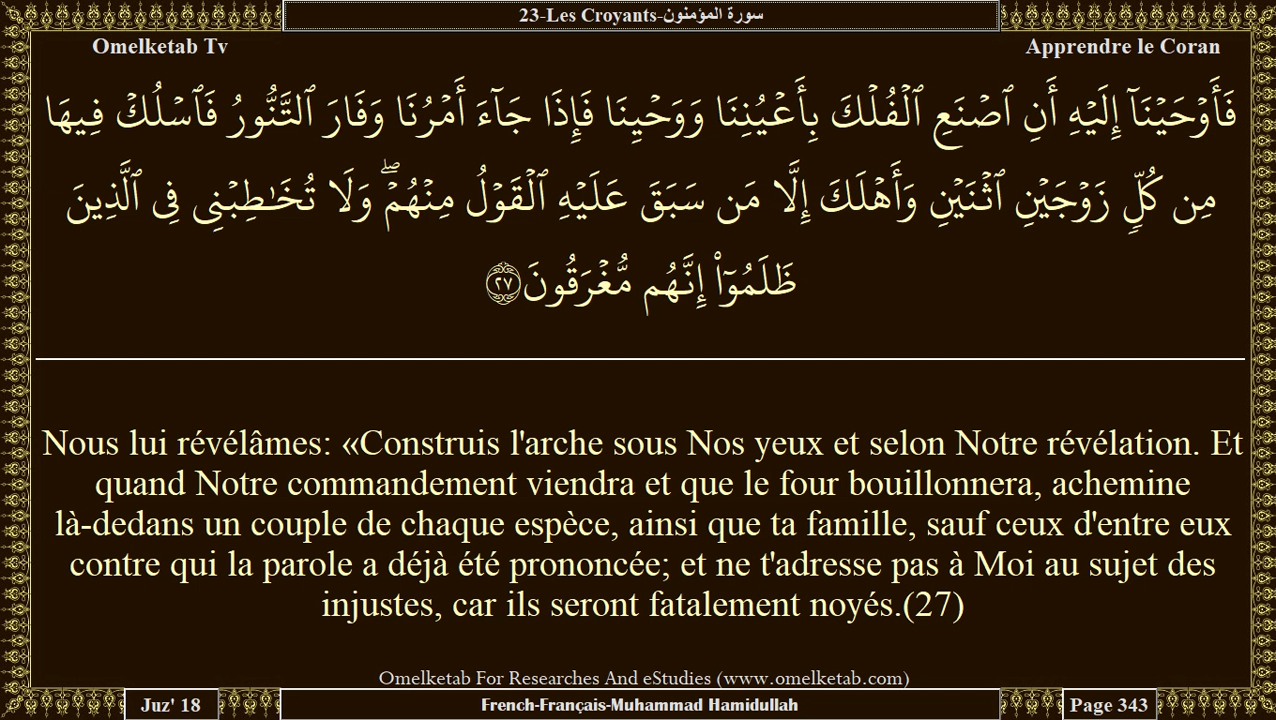 23-Les Croyants-سورة المؤمنون
Omelketab Tv
Apprendre le Coran
فَأَوۡحَيۡنَآ إِلَيۡهِ أَنِ ٱصۡنَعِ ٱلۡفُلۡكَ بِأَعۡيُنِنَا وَوَحۡيِنَا فَإِذَا جَآءَ أَمۡرُنَا وَفَارَ ٱلتَّنُّورُ فَٱسۡلُكۡ فِيهَا
مِن كُلّٖ زَوۡجَيۡنِ ٱثۡنَيۡنِ وَأَهۡلَكَ إِلَّا مَن سَبَقَ عَلَيۡهِ ٱلۡقَوۡلُ مِنۡهُمۡۖ وَلَا تُخَٰطِبۡنِي فِي ٱلَّذِينَ
ظَلَمُوٓاْ إِنَّهُم مُّغۡرَقُونَ ٢٧
Nous lui révélâmes: «Construis l'arche sous Nos yeux et selon Notre révélation. Et
quand Notre commandement viendra et que le four bouillonnera, achemine
là-dedans un couple de chaque espèce, ainsi que ta famille, sauf ceux d'entre eux
contre qui la parole a déjà été prononcée; et ne t'adresse pas à Moi au sujet des
injustes, car ils seront fatalement noyés.(27)
Omelketab For Researches And eStudies (www.omelketab.com)
Juz' 18
French-Français-Muhammad Hamidullah
Page 343